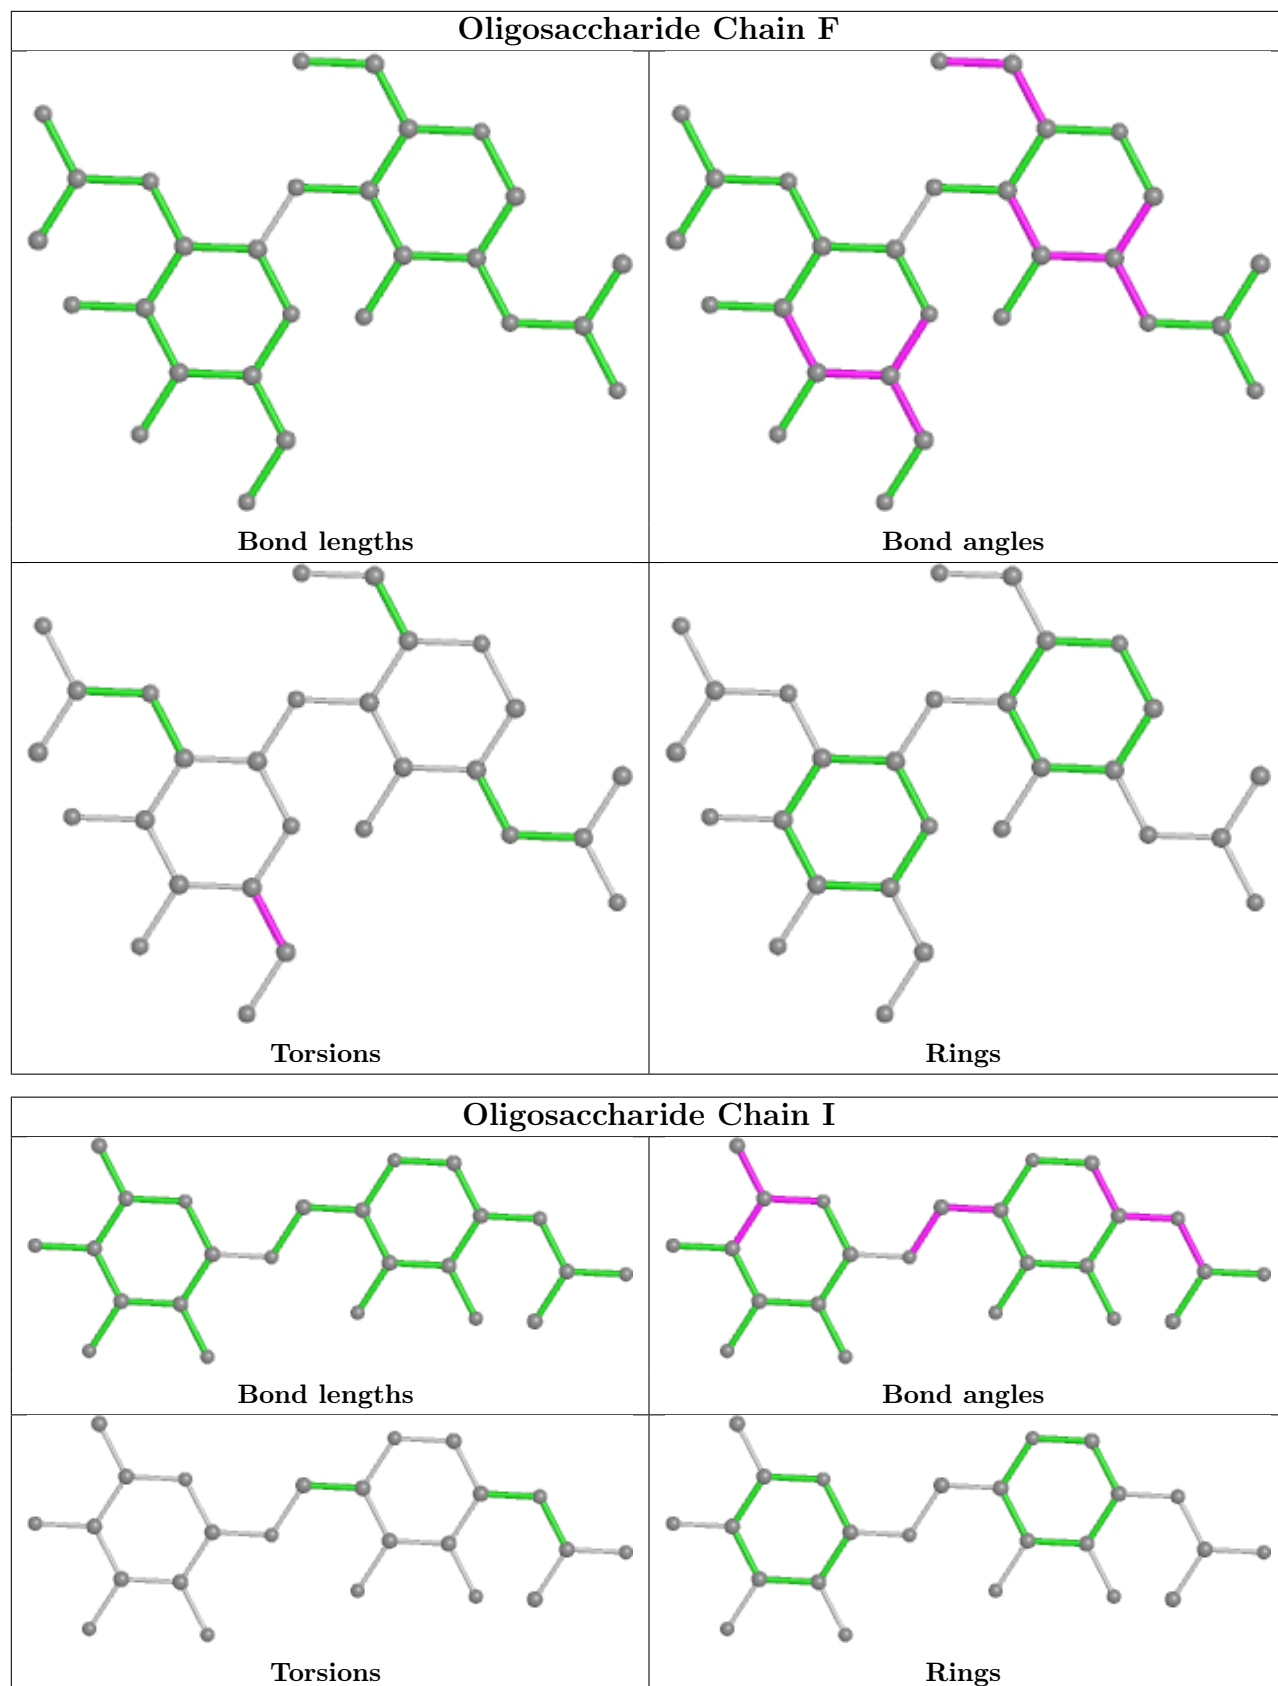 Oligosaccharide Chain F
Bond lengths
Bond angles
Torsions
Rings
Oligosaccharide Chain I
Bond lengths
Bond angles
Torsions
Rings